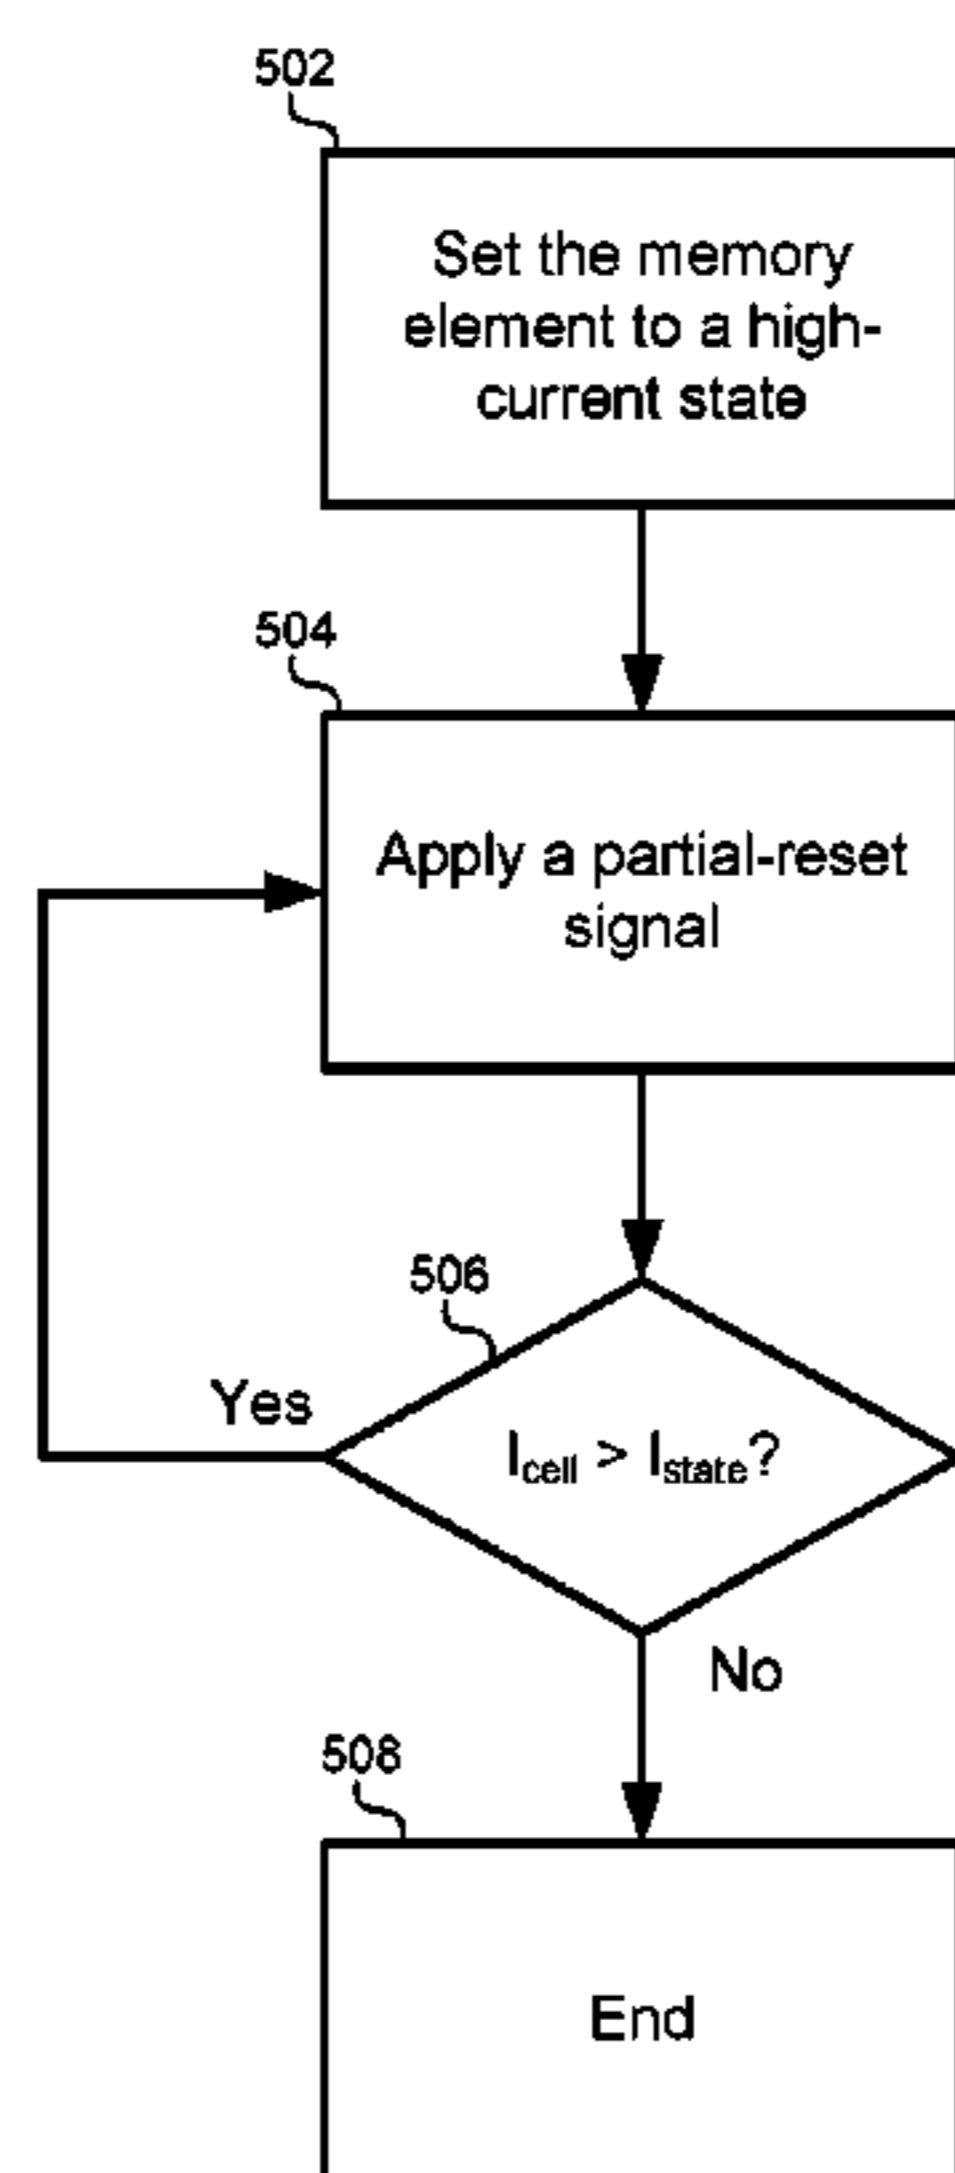 502
Set the memory
element to a high-
current state
504
Apply a partial-reset
signal
506
Yes
Icell > Istate?
No
508
End